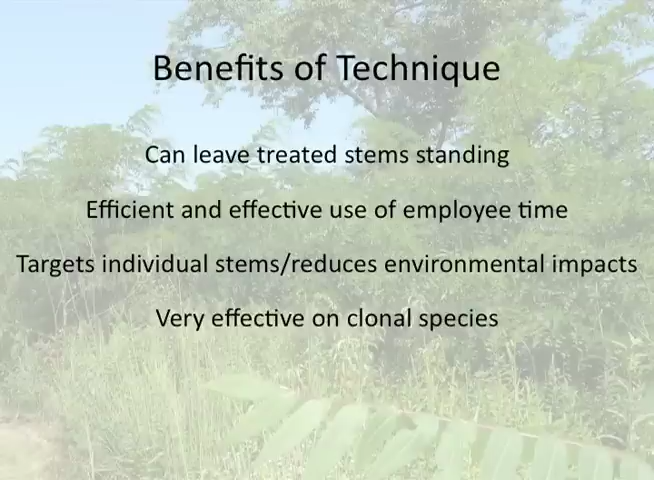 Benefits of Technique
Can leave treated stems standing
Efficient and effective use of employee time
Targets individual stems/reduces environmental impacts
Very effective on clonal species